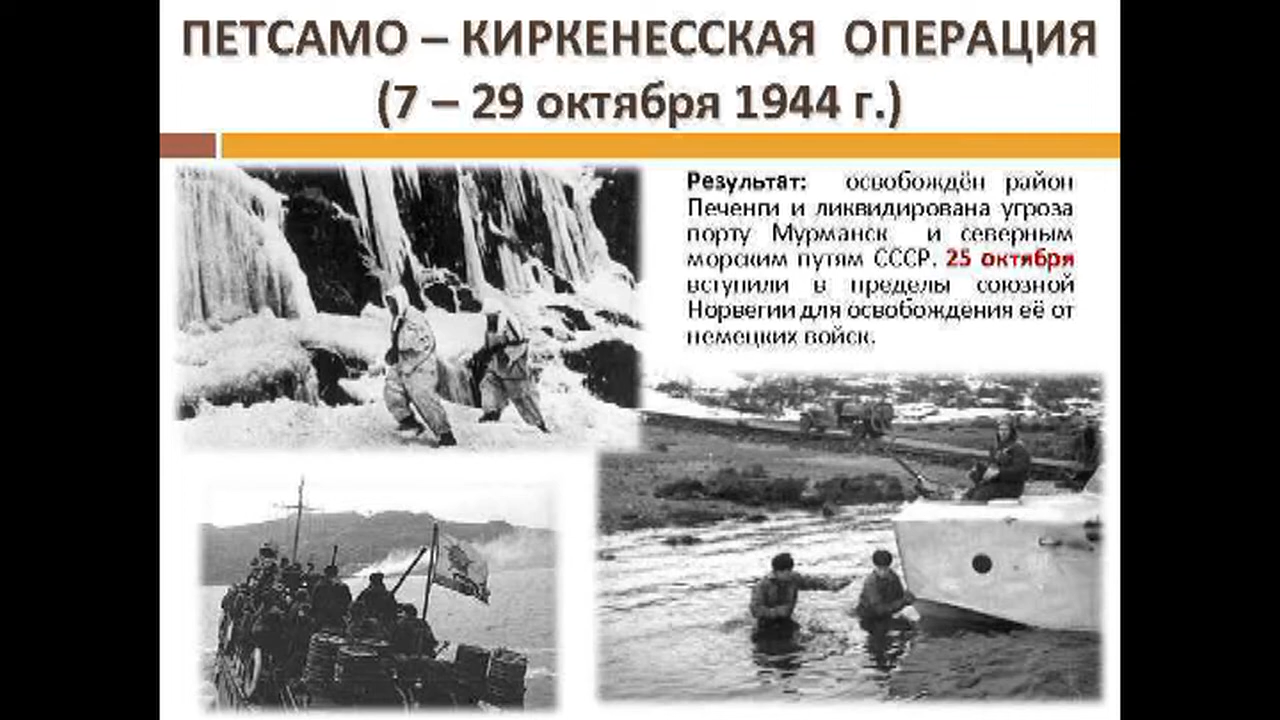 ПЕТСАМО – КИРКЕНЕССКАЯ ОПЕРАЦИЯ
(7 – 29 октября 1944 г.)
Результат: освобождён район
Печенги и ликвидирована угроза
порту Мурманск и северным
морским путям СССР. 25 октября
вступили в пределы союзной
Норвегии для освобождения её от
немецких войск.